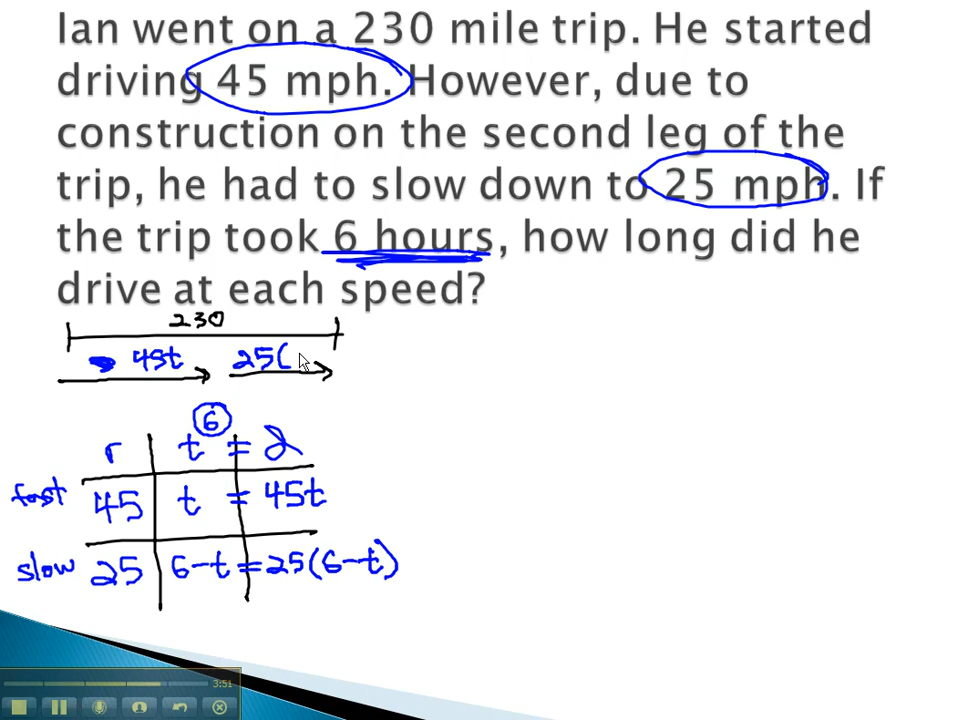 Ian went on a 230 mile trip. He started
driving 45 mph. However, due to
construction on the second leg of the
trip, he had to slow down to 25 mph. If
the trip took 6 hours, how long did he
drive at each speed?
230
45t 25(
6
r t = d
fast 45 t = 45t
slow 25 6-t = 25(6-t)
3:51